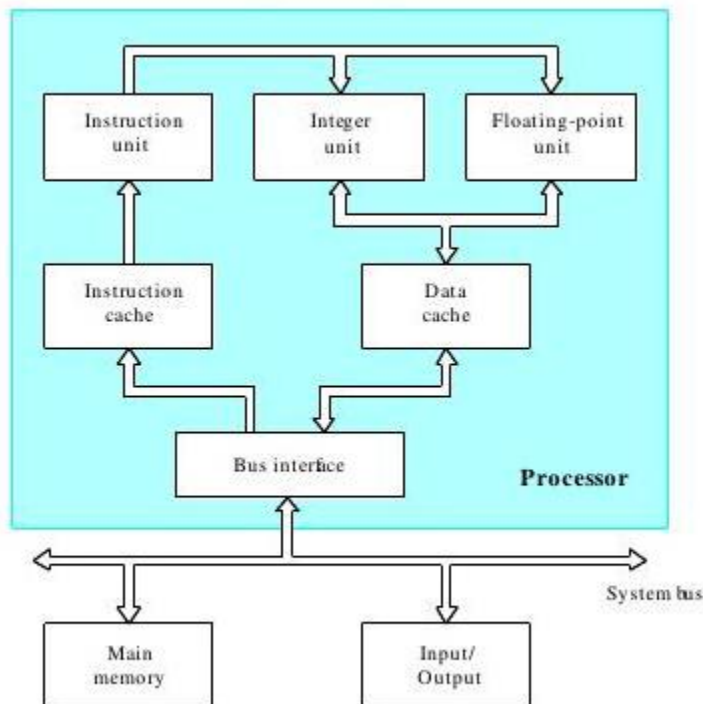 Instruction
unit
Integer
unit
Floating-point
unit
Instruction
cache
Data
cache
Bus interface
Processor
System bus
Main
memory
Input/
Output